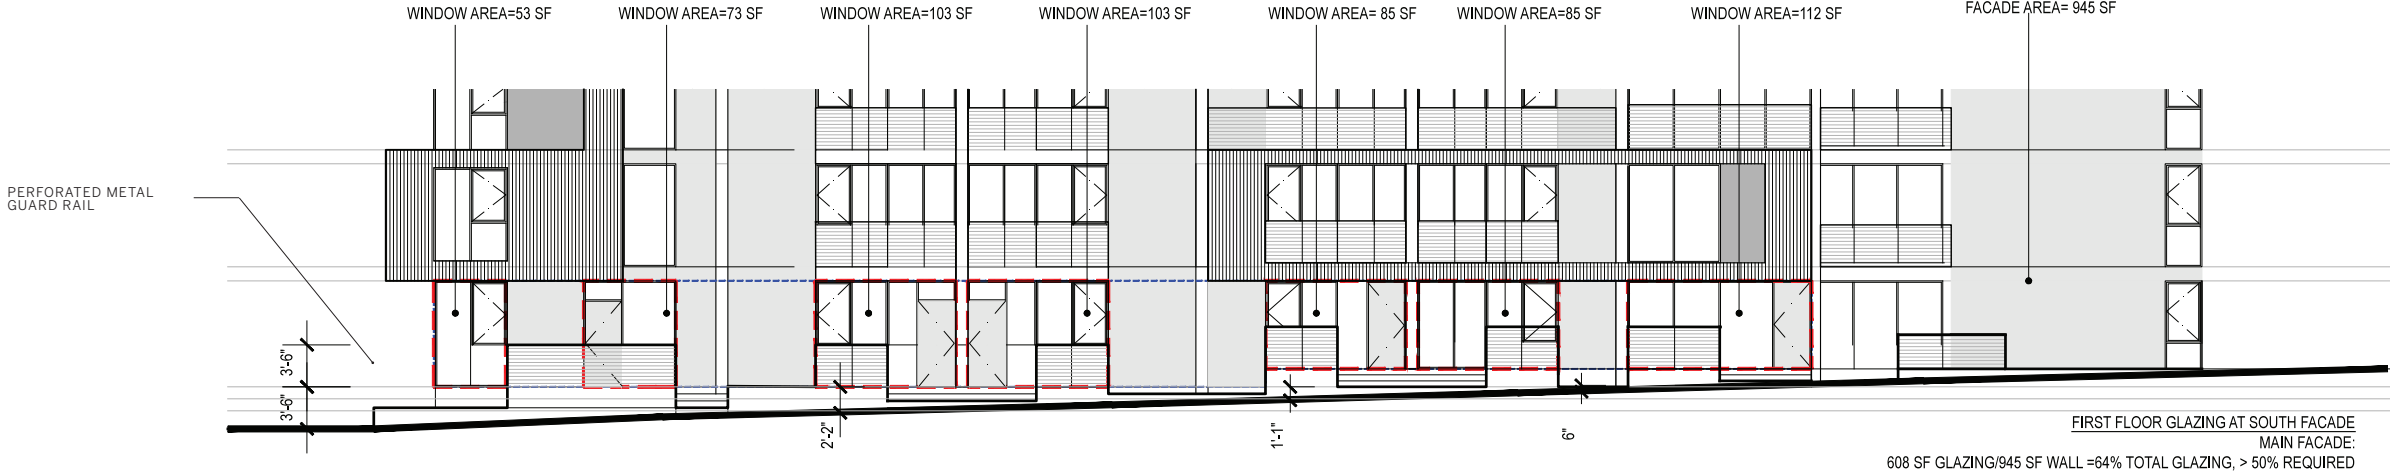 WINDOW AREA=53 SF
WINDOW AREA=73 SF
WINDOW AREA=103 SF
WINDOW AREA=103 SF
WINDOW AREA= 85 SF
WINDOW AREA=85 SF
WINDOW AREA=112 SF
FACADE AREA= 945 SF
PERFORATED METAL
GUARD RAIL
3'-6"
3'-6"
2'-2"
1'-1"
6"
FIRST FLOOR GLAZING AT SOUTH FACADE
MAIN FACADE:
608 SF GLAZING/945 SF WALL =64% TOTAL GLAZING, > 50% REQUIRED